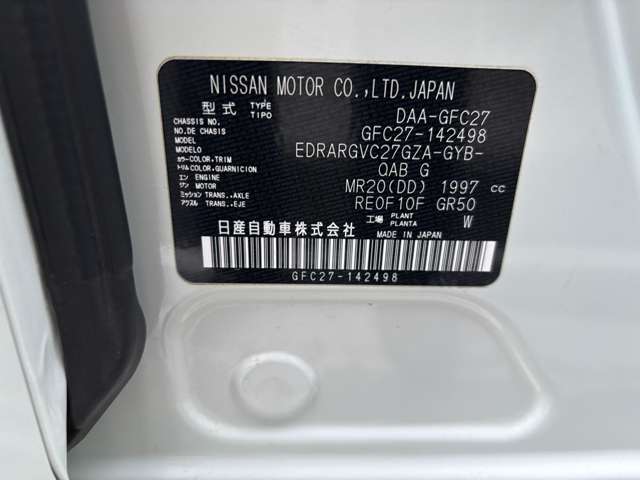 NISSAN MOTOR CO.,LTD.JAPAN
型式 TYPE TIPO DAA-GFC27
CHASSIS NO.
NO.DE CHASSIS GFC27-142498
MODEL
MODELO EDRARGVC27GZA-GYB-
カラー COLOR,TRIM
トリム COLOR,GUARNICION QAB G
エン ENGINE
ジン MOTOR MR20(DD) 1997 cc
ミッション TRANS.,AXLE
アクスル TRANS.,EJE RE0F10F GR50
工場 PLANT PLANTA W
日産自動車株式会社 MADE IN JAPAN
GFC27-142498